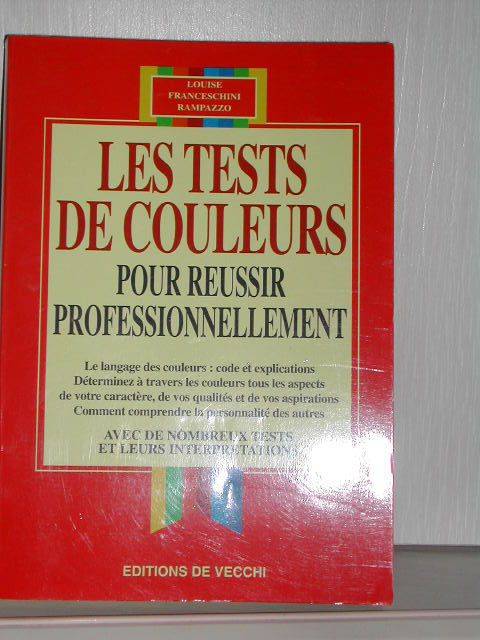 LOUISE
FRANCESCHINI
RAMPAZZO
LES TESTS
DE COULEURS
POUR REUSSIR
PROFESSIONNELLEMENT
Le langage des couleurs : code et explications
Déterminez à travers les couleurs tous les aspects
de votre caractère, de vos qualités et de vos aspirations
Comment comprendre la personnalité des autres
AVEC DE NOMBREUX TESTS
ET LEURS INTERPRETATIONS
EDITIONS DE VECCHI